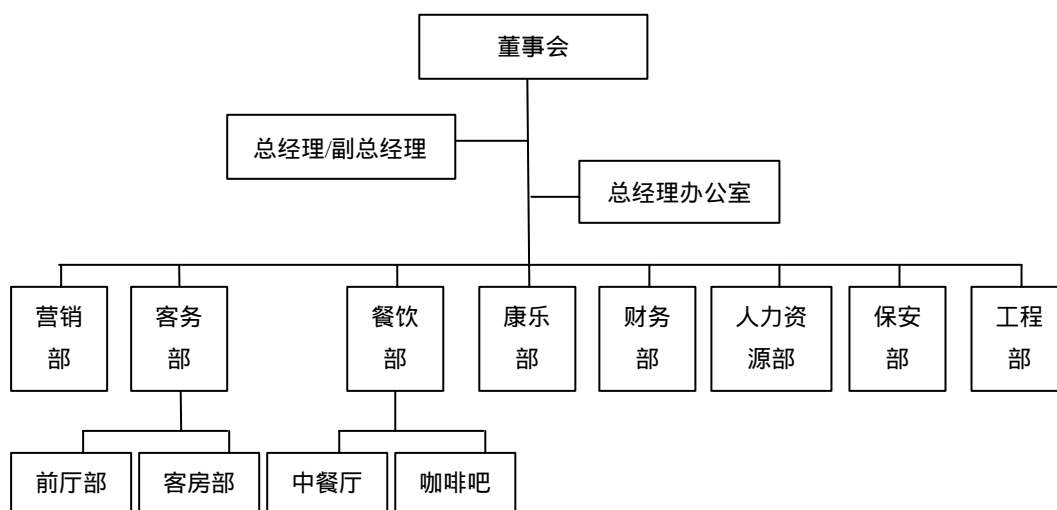 董事会
总经理/副总经理
总经理办公室
营销
部
客务
部
餐饮
部
康乐
部
财务
部
人力资
源部
保安
部
工程
部
前厅部
客房部
中餐厅
咖啡吧